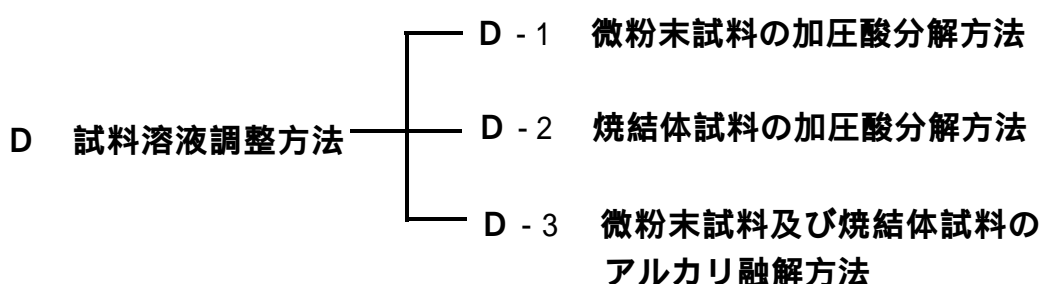 D - 1 微粉末試料の加圧酸分解方法
D 試料溶液調整方法
D - 2 焼結体試料の加圧酸分解方法
D - 3 微粉末試料及び焼結体試料の
アルカリ融解方法